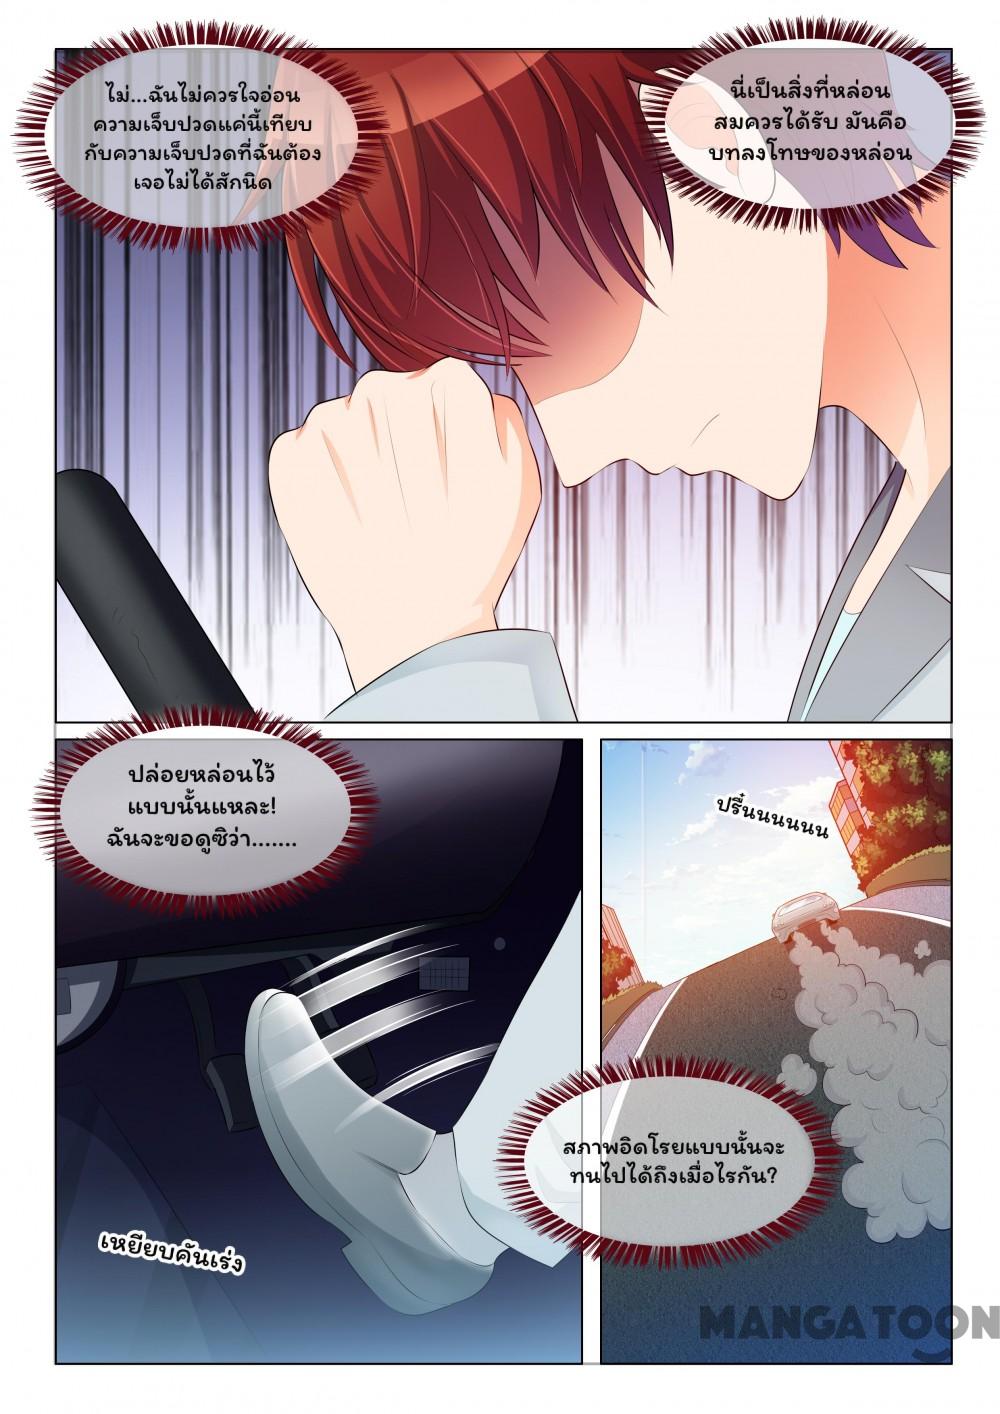 ไม่...ฉันไม่ควรใจอ่อน
ความเจ็บปวดแค่นี้เทียบ
กับความเจ็บปวดที่ฉันต้อง
เจอไม่ได้สักนิด
นี่เป็นสิ่งที่หล่อน
สมควรได้รับ มันคือ
บทลงโทษของหล่อน
ปล่อยหล่อนไว้
แบบนั้นแหละ!
ฉันจะขอดูซิว่า.......
ปรี๋นนนนนน
สภาพอิดโรยแบบนั้นจะ
ทนไปได้ถึงเมื่อไรกัน?
เหยียบคันเร่ง
MANGATOON